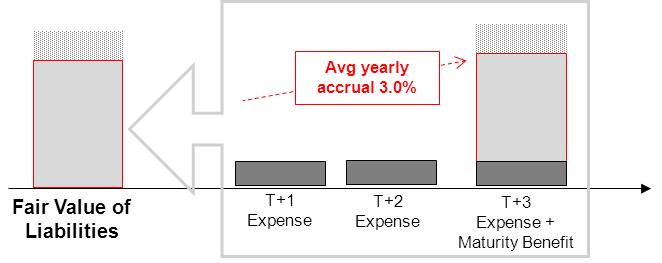 Avg yearly
accrual 3.0%
Fair Value of
Liabilities
T+1
Expense
T+2
Expense
T+3
Expense +
Maturity Benefit